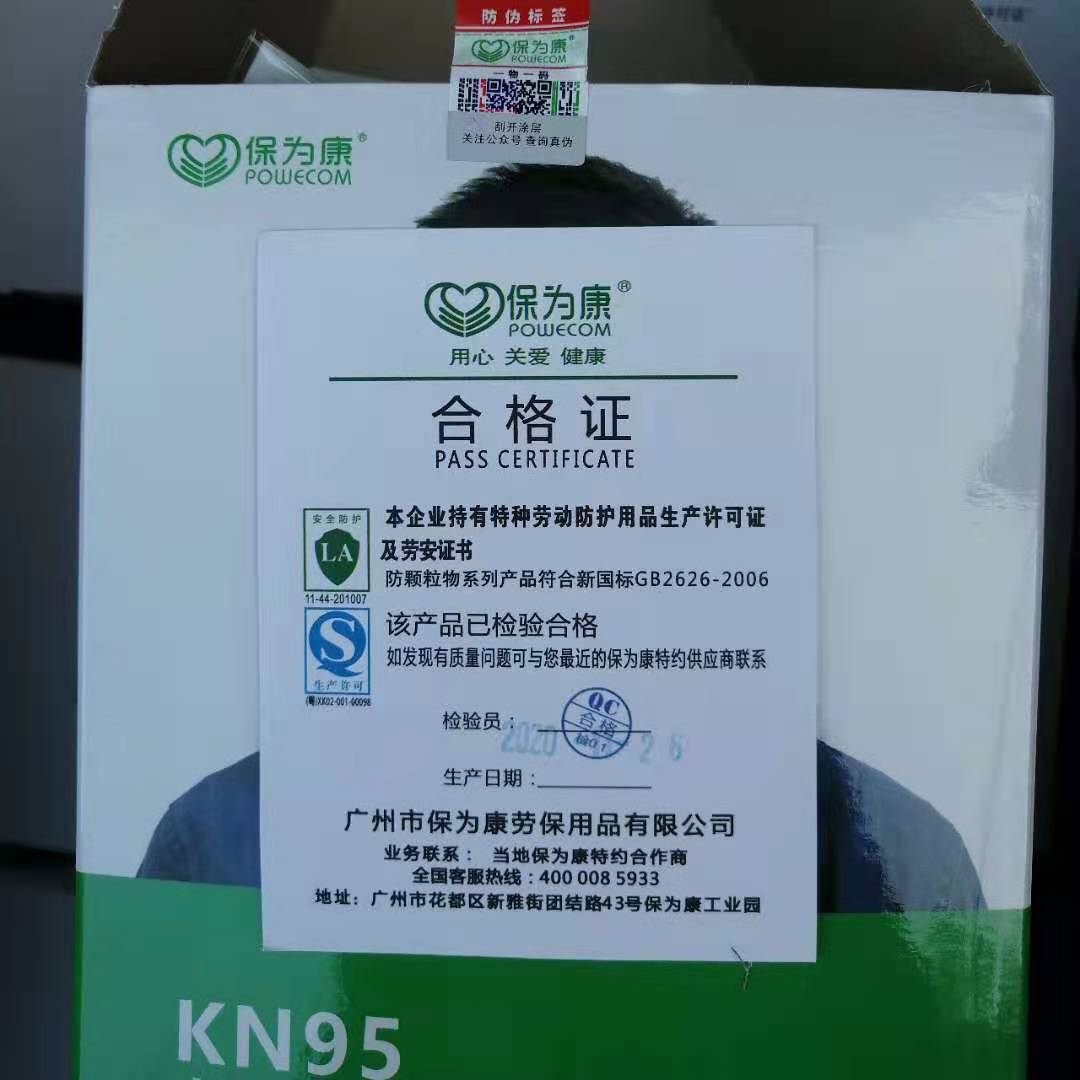 防伪标签
保为康
POWECOM
一物一码
刮开涂层
关注公众号 查询真伪
保为康®
POWECOM
保为康®
POWECOM
用心 关爱 健康
合格证
PASS CERTIFICATE
安全防护
LA
11-44-201007
本企业持有特种劳动防护用品生产许可证
及劳安证书
防颗粒物系列产品符合新国标GB2626-2006
S
生产许可
(粤)XK02-001-00098
该产品已检验合格
如发现有质量问题可与您最近的保为康特约供应商联系
检验员:
QC
合格
2020
2 6
生产日期:
广州市保为康劳保用品有限公司
业务联系: 当地保为康特约合作商
全国客服热线:400 008 5933
地址: 广州市花都区新雅街团结路43号保为康工业园
KN95